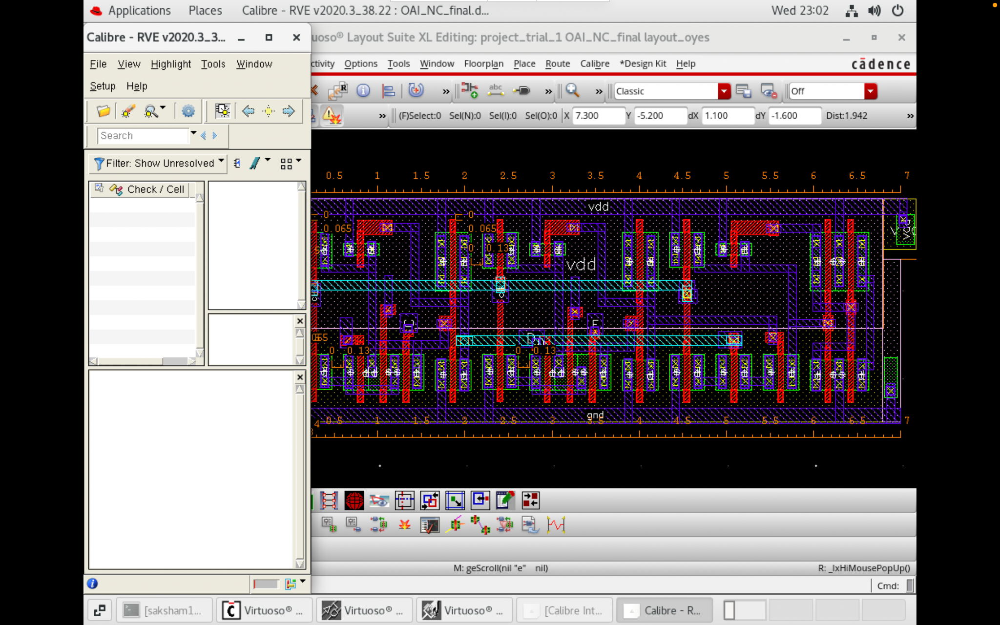 Applications Places Calibre - RVE v2020.3_38.22 : OAI_NC_final.d... Wed 23:02
Calibre - RVE v2020.3_3...
File View Highlight Tools Window
Setup Help
Search
Filter: Show Unresolved
Check / Cell
uoso® Layout Suite XL Editing: project_trial_1 OAI_NC_final layout_oyes
ctivity Options Tools Window Floorplan Place Route Calibre *Design Kit Help cādence
abc Classic Off
(F)Select:0 Sel(N):0 Sel(I):0 Sel(O):0 X 7.300 Y -5.200 dX 1.100 dY -1.600 Dist:1.942
0.5 1 1.5 2 2.5 3 3.5 4 4.5 5 5.5 6 6.5 7
vdd
0 0
0.065 0.065
0 0.13
vdd
E
D
0 0.13 0 0.13
gnd
0.5 1 1.5 2 2.5 3 3.5 4 4.5 5 5.5 6 6.5 7
M: geScroll(nil "e" nil) R: _lxHiMousePopUp()
Cmd:
[saksham1... Virtuoso® ... Virtuoso® ... Virtuoso® ... [Calibre Int... Calibre - R...